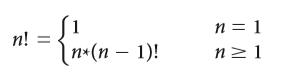 n! = { 1 n = 1
n*(n − 1)! n ≥ 1